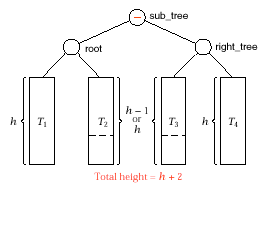 − sub_tree
root
right_tree
h T₁ T₂ h − 1 or h T₃ h T₄
Total height = h + 2